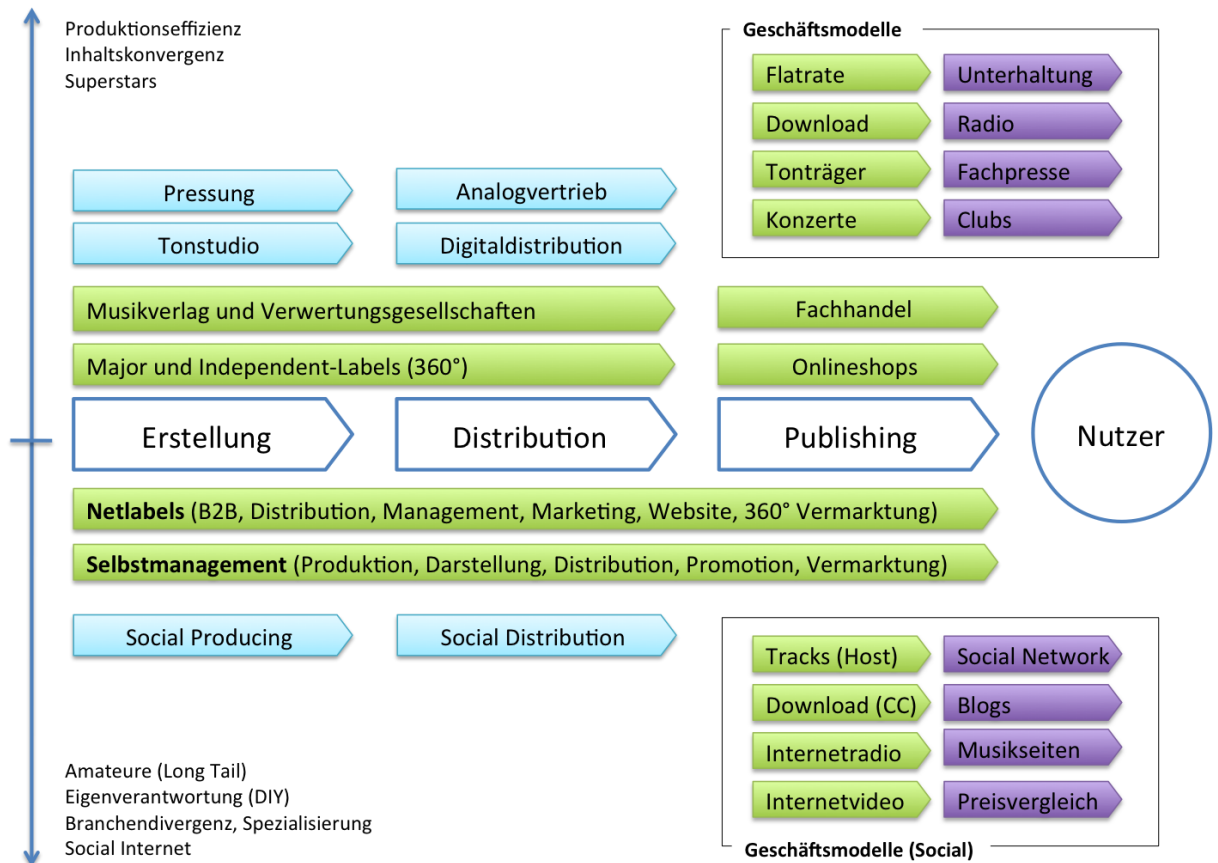 Produktionseffizienz
Inhaltskonvergenz
Superstars
Geschäftsmodelle
Flatrate
Unterhaltung
Download
Radio
Tonträger
Fachpresse
Konzerte
Clubs
Pressung
Analogvertrieb
Tonstudio
Digitaldistribution
Musikverlag und Verwertungsgesellschaften
Fachhandel
Major und Independent-Labels (360°)
Onlineshops
Erstellung
Distribution
Publishing
Nutzer
Netlabels (B2B, Distribution, Management, Marketing, Website, 360° Vermarktung)
Selbstmanagement (Produktion, Darstellung, Distribution, Promotion, Vermarktung)
Social Producing
Social Distribution
Tracks (Host)
Social Network
Download (CC)
Blogs
Internetradio
Musikseiten
Internetvideo
Preisvergleich
Geschäftsmodelle (Social)
Amateure (Long Tail)
Eigenverantwortung (DIY)
Branchendivergenz, Spezialisierung
Social Internet